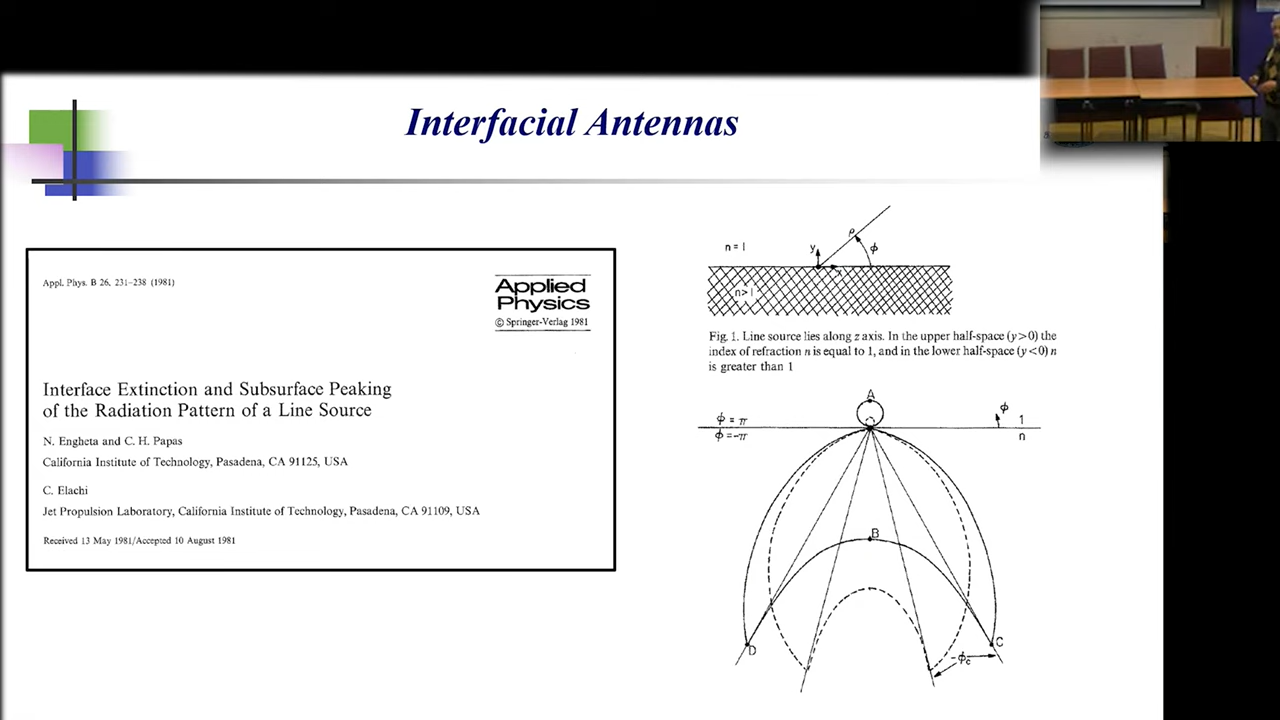 Interfacial Antennas
Appl. Phys. B 26, 231–238 (1981)
Applied
Physics
© Springer-Verlag 1981
Interface Extinction and Subsurface Peaking
of the Radiation Pattern of a Line Source
N. Engheta and C. H. Papas
California Institute of Technology, Pasadena, CA 91125, USA
C. Elachi
Jet Propulsion Laboratory, California Institute of Technology, Pasadena, CA 91109, USA
Received 13 May 1981/Accepted 10 August 1981
n = 1
y
ρ
ϕ
n > 1
Fig. 1. Line source lies along z axis. In the upper half-space (y>0) the
index of refraction n is equal to 1, and in the lower half-space (y<0) n
is greater than 1
A
ϕ = π
ϕ = -π
ϕ
1
n
B
D
C
-ϕc